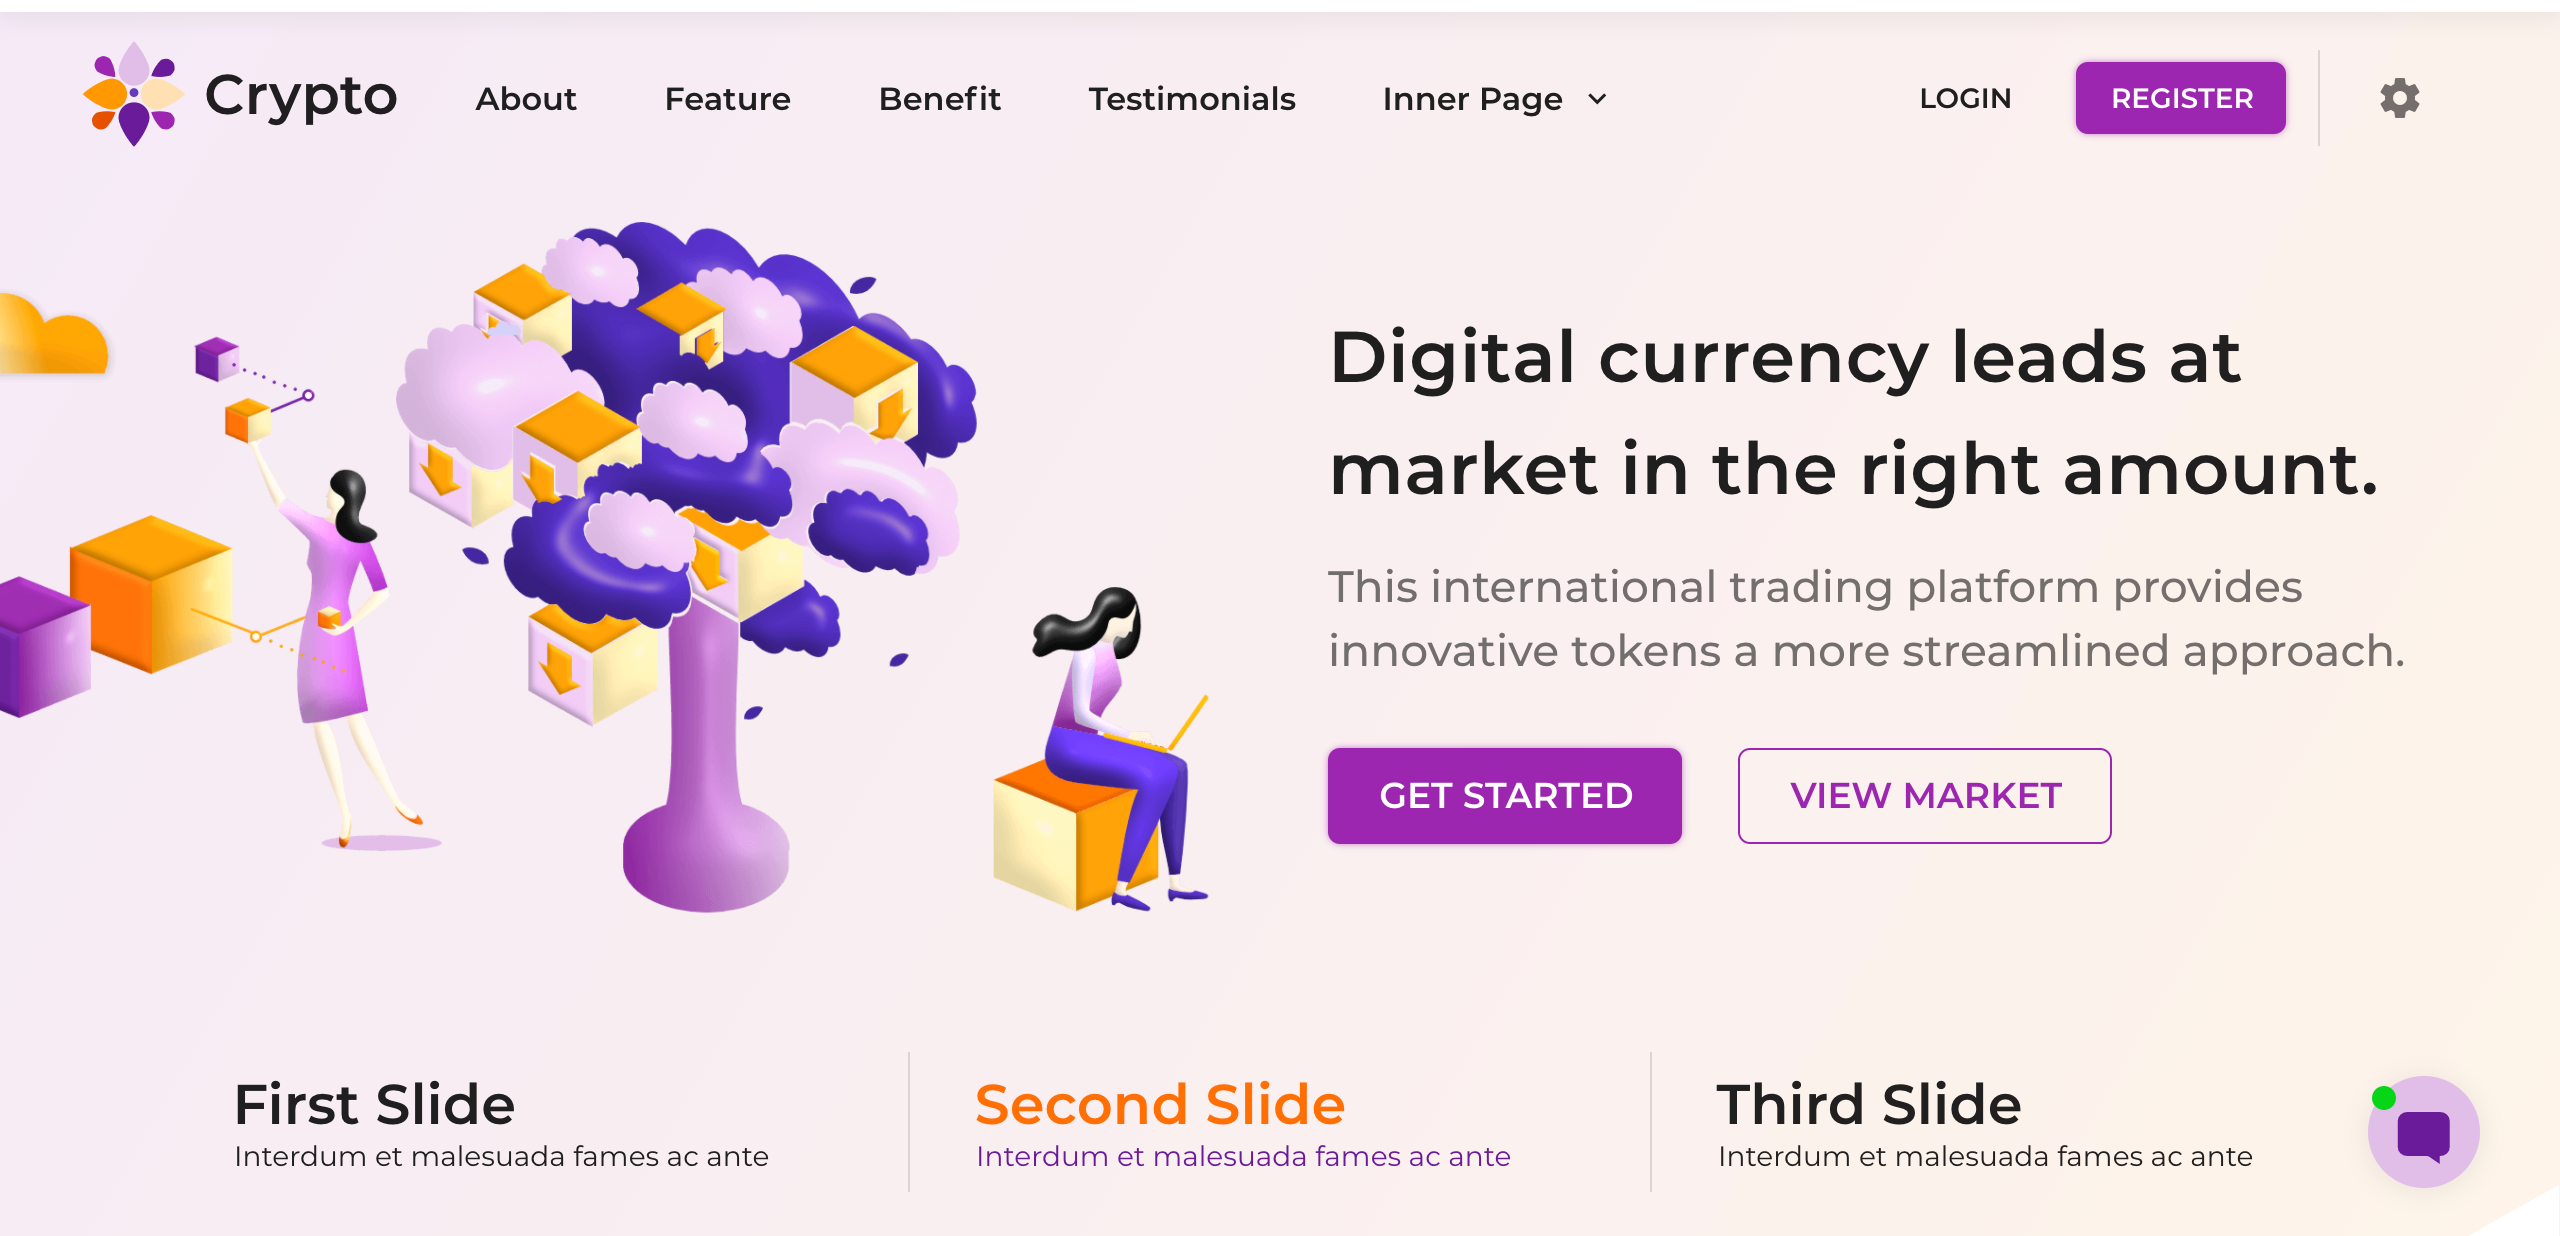 Crypto
About
Feature
Benefit
Testimonials
Inner Page
LOGIN
REGISTER
Digital currency leads at
market in the right amount.
This international trading platform provides
innovative tokens a more streamlined approach.
GET STARTED
VIEW MARKET
First Slide
Interdum et malesuada fames ac ante
Second Slide
Interdum et malesuada fames ac ante
Third Slide
Interdum et malesuada fames ac ante